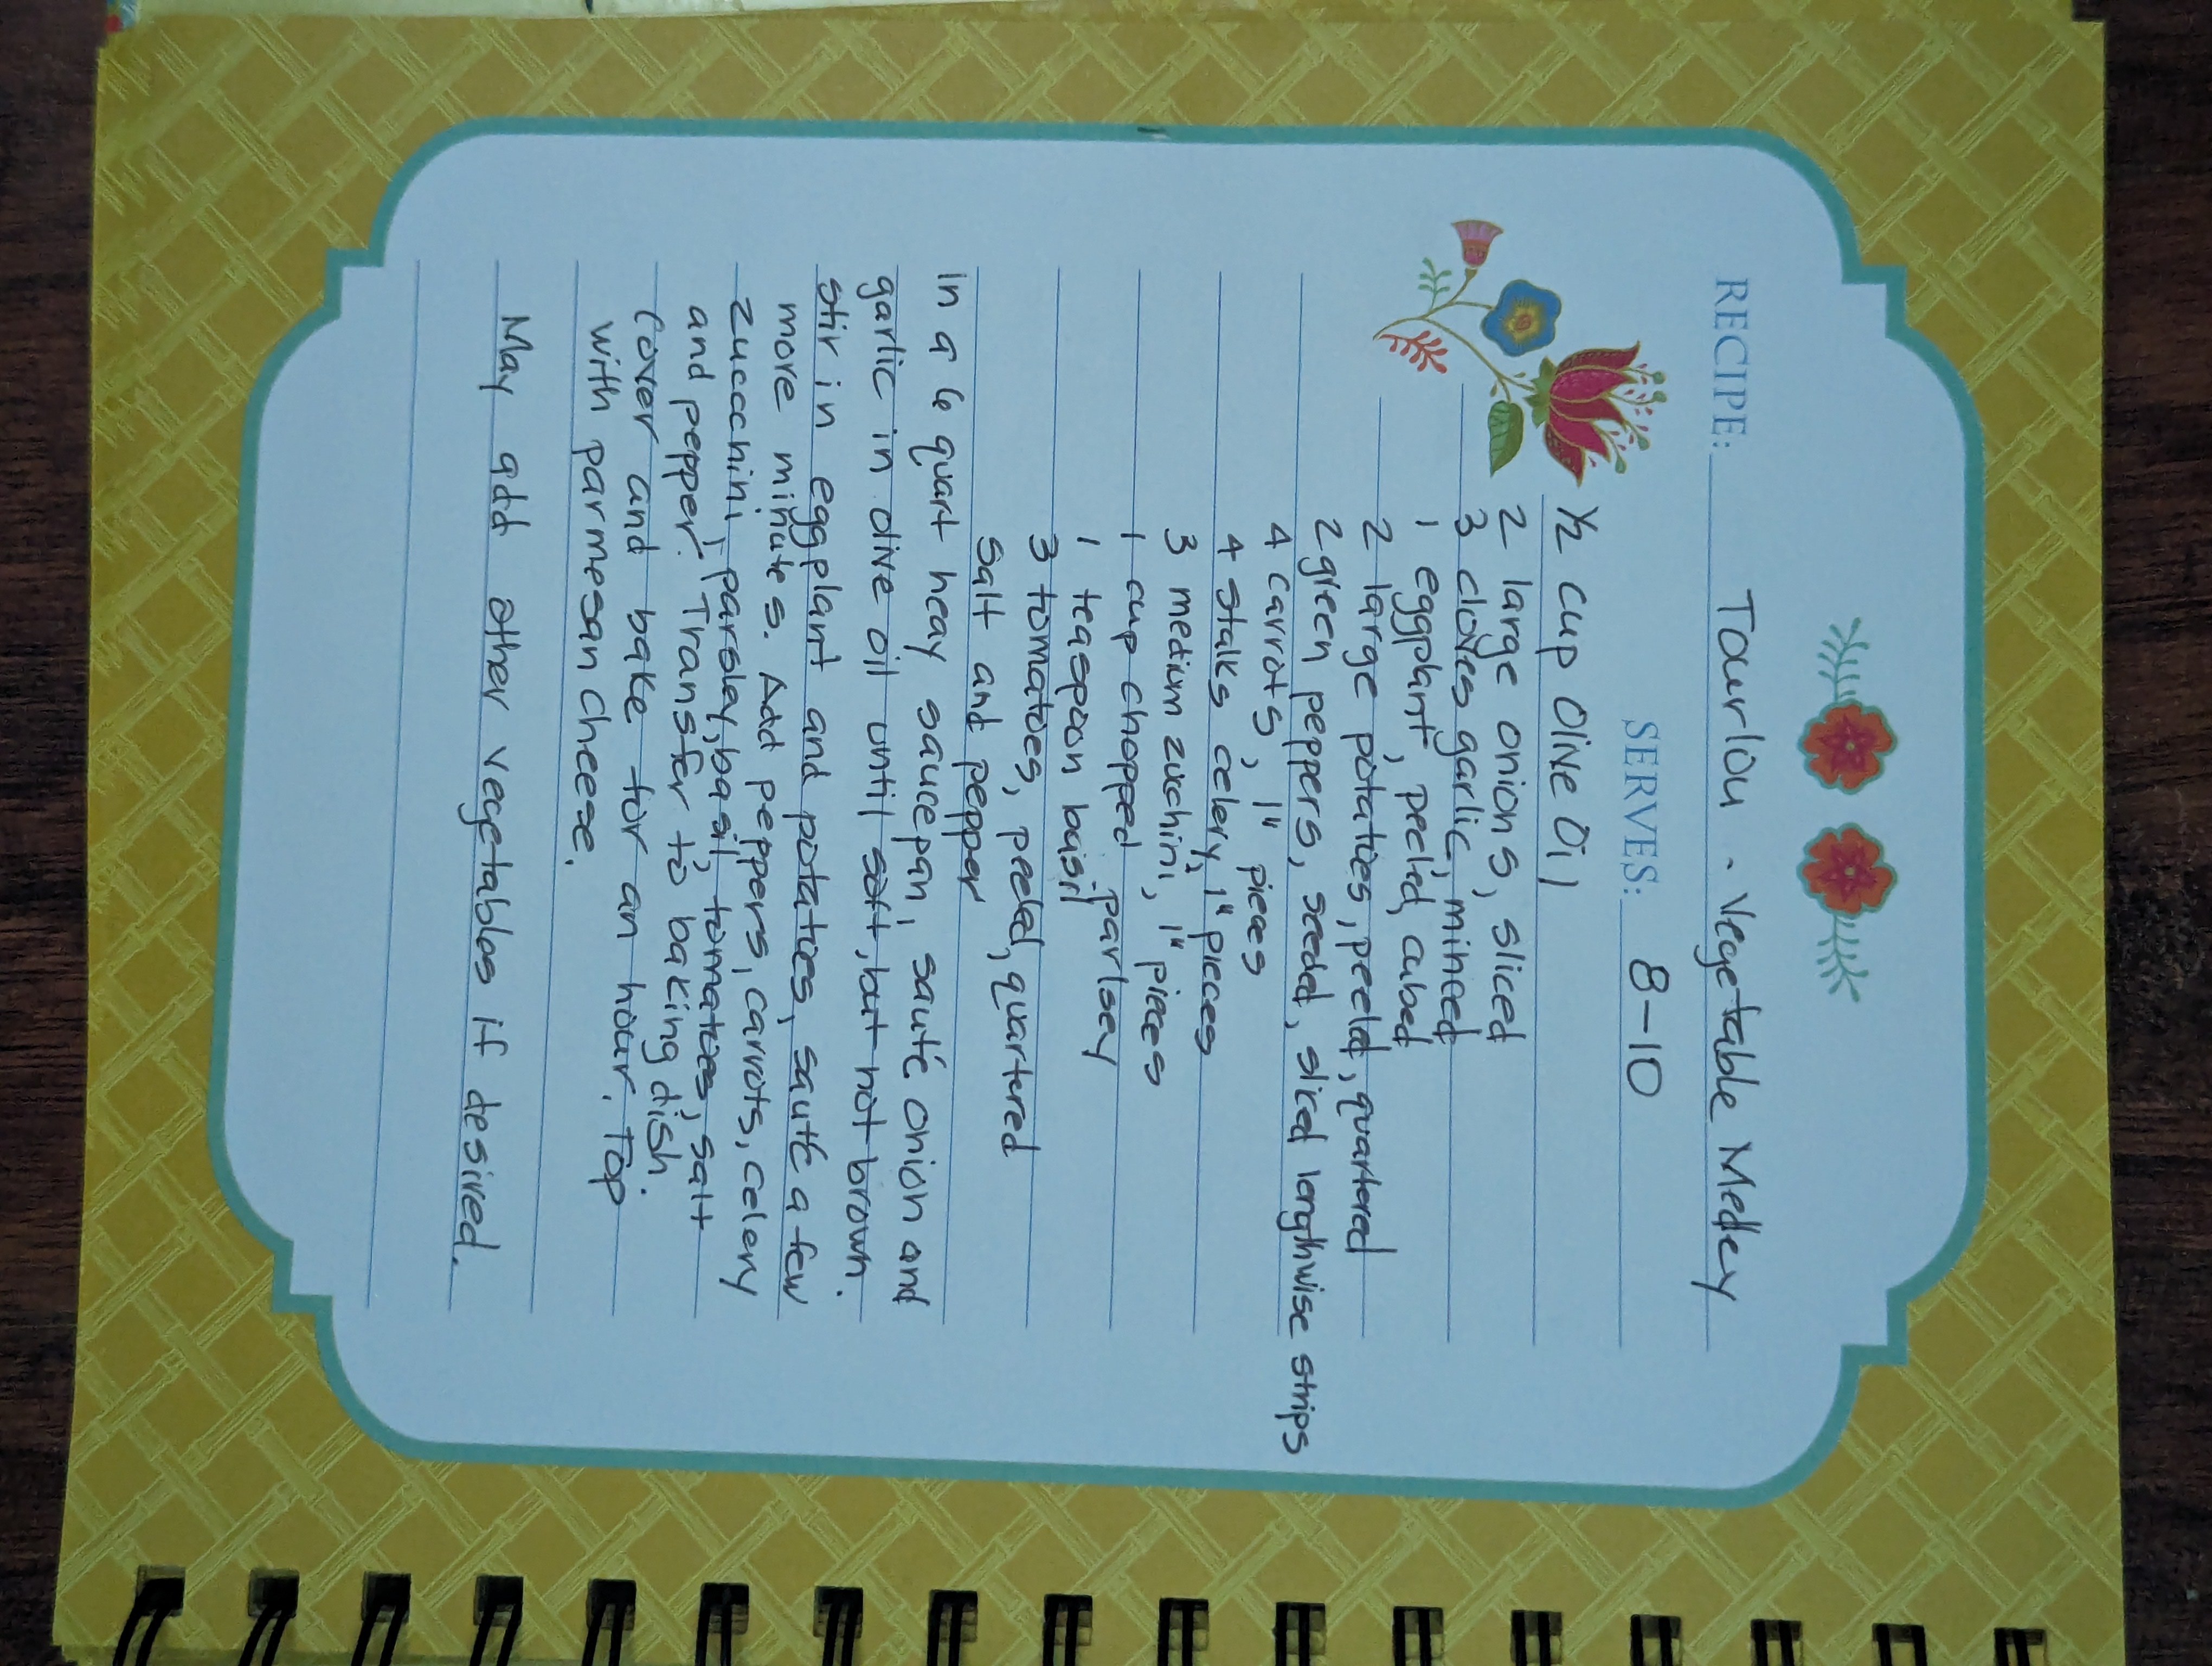 RECIPE: Tourlou - Vegetable Medley
SERVES: 8-10
1/2 cup Olive Oil
2 large onions, sliced
3 cloves garlic, minced
1 eggplant, peeled, cubed
2 large potatoes, peeled, quartered
2 green peppers, seeded, sliced lengthwise strips
4 carrots, 1" pieces
4 stalks celery, 1" pieces
3 medium zuchini, 1" pieces
1 cup chopped parlsey
1 teaspoon basil
3 tomatoes, peeled, quartered
Salt and pepper
In a 6 quart heay saucepan, sauté onion and
garlic in olive oil until soft, but not brown.
Stir in eggplant and potatoes, sauté a few
more minutes. Add peppers, carrots, celery
zuccchini, parsley, basil, tomatoes, salt
and pepper. Transfer to baking dish.
Cover and bake for an hour. Top
with parmesan cheese.
May add other vegetables if desired.